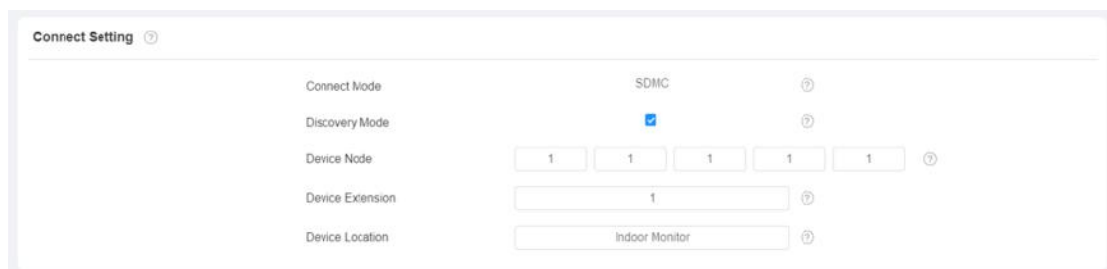 Connect Setting ?
Connect Mode SDMC ?
Discovery Mode ?
Device Node 1 1 1 1 1 ?
Device Extension 1 ?
Device Location Indoor Monitor ?